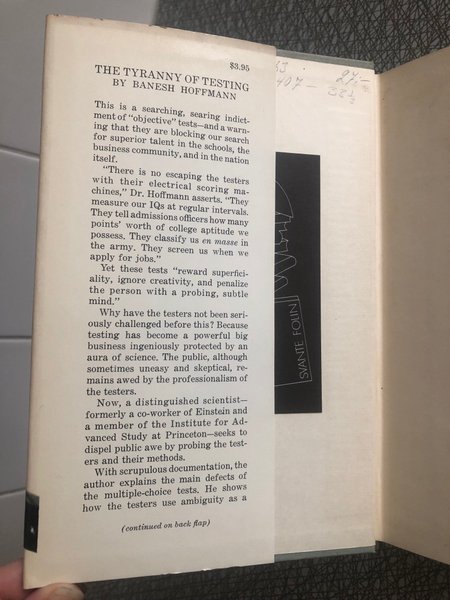 $3.95
THE TYRANNY OF TESTING
BY BANESH HOFFMANN
This is a searching, searing indict-
ment of "objective" tests—and a warn-
ing that they are blocking our search
for superior talent in the schools, the
business community, and in the nation
itself.
"There is no escaping the testers
with their electrical scoring ma-
chines," Dr. Hoffmann asserts. "They
measure our IQs at regular intervals.
They tell admissions officers how many
points' worth of college aptitude we
possess. They classify us en masse in
the army. They screen us when we
apply for jobs."
Yet these tests "reward superfici-
ality, ignore creativity, and penalize
the person with a probing, subtle
mind."
Why have the testers not been seri-
ously challenged before this? Because
testing has become a powerful big
business ingeniously protected by an
aura of science. The public, although
sometimes uneasy and skeptical, re-
mains awed by the professionalism of
the testers.
Now, a distinguished scientist—
formerly a co-worker of Einstein and
a member of the Institute for Ad-
vanced Study at Princeton—seeks to
dispel public awe by probing the test-
ers and their methods.
With scrupulous documentation, the
author explains the main defects of
the multiple-choice tests. He shows
how the testers use ambiguity as a
(continued on back flap)
SVANTE FOLIN